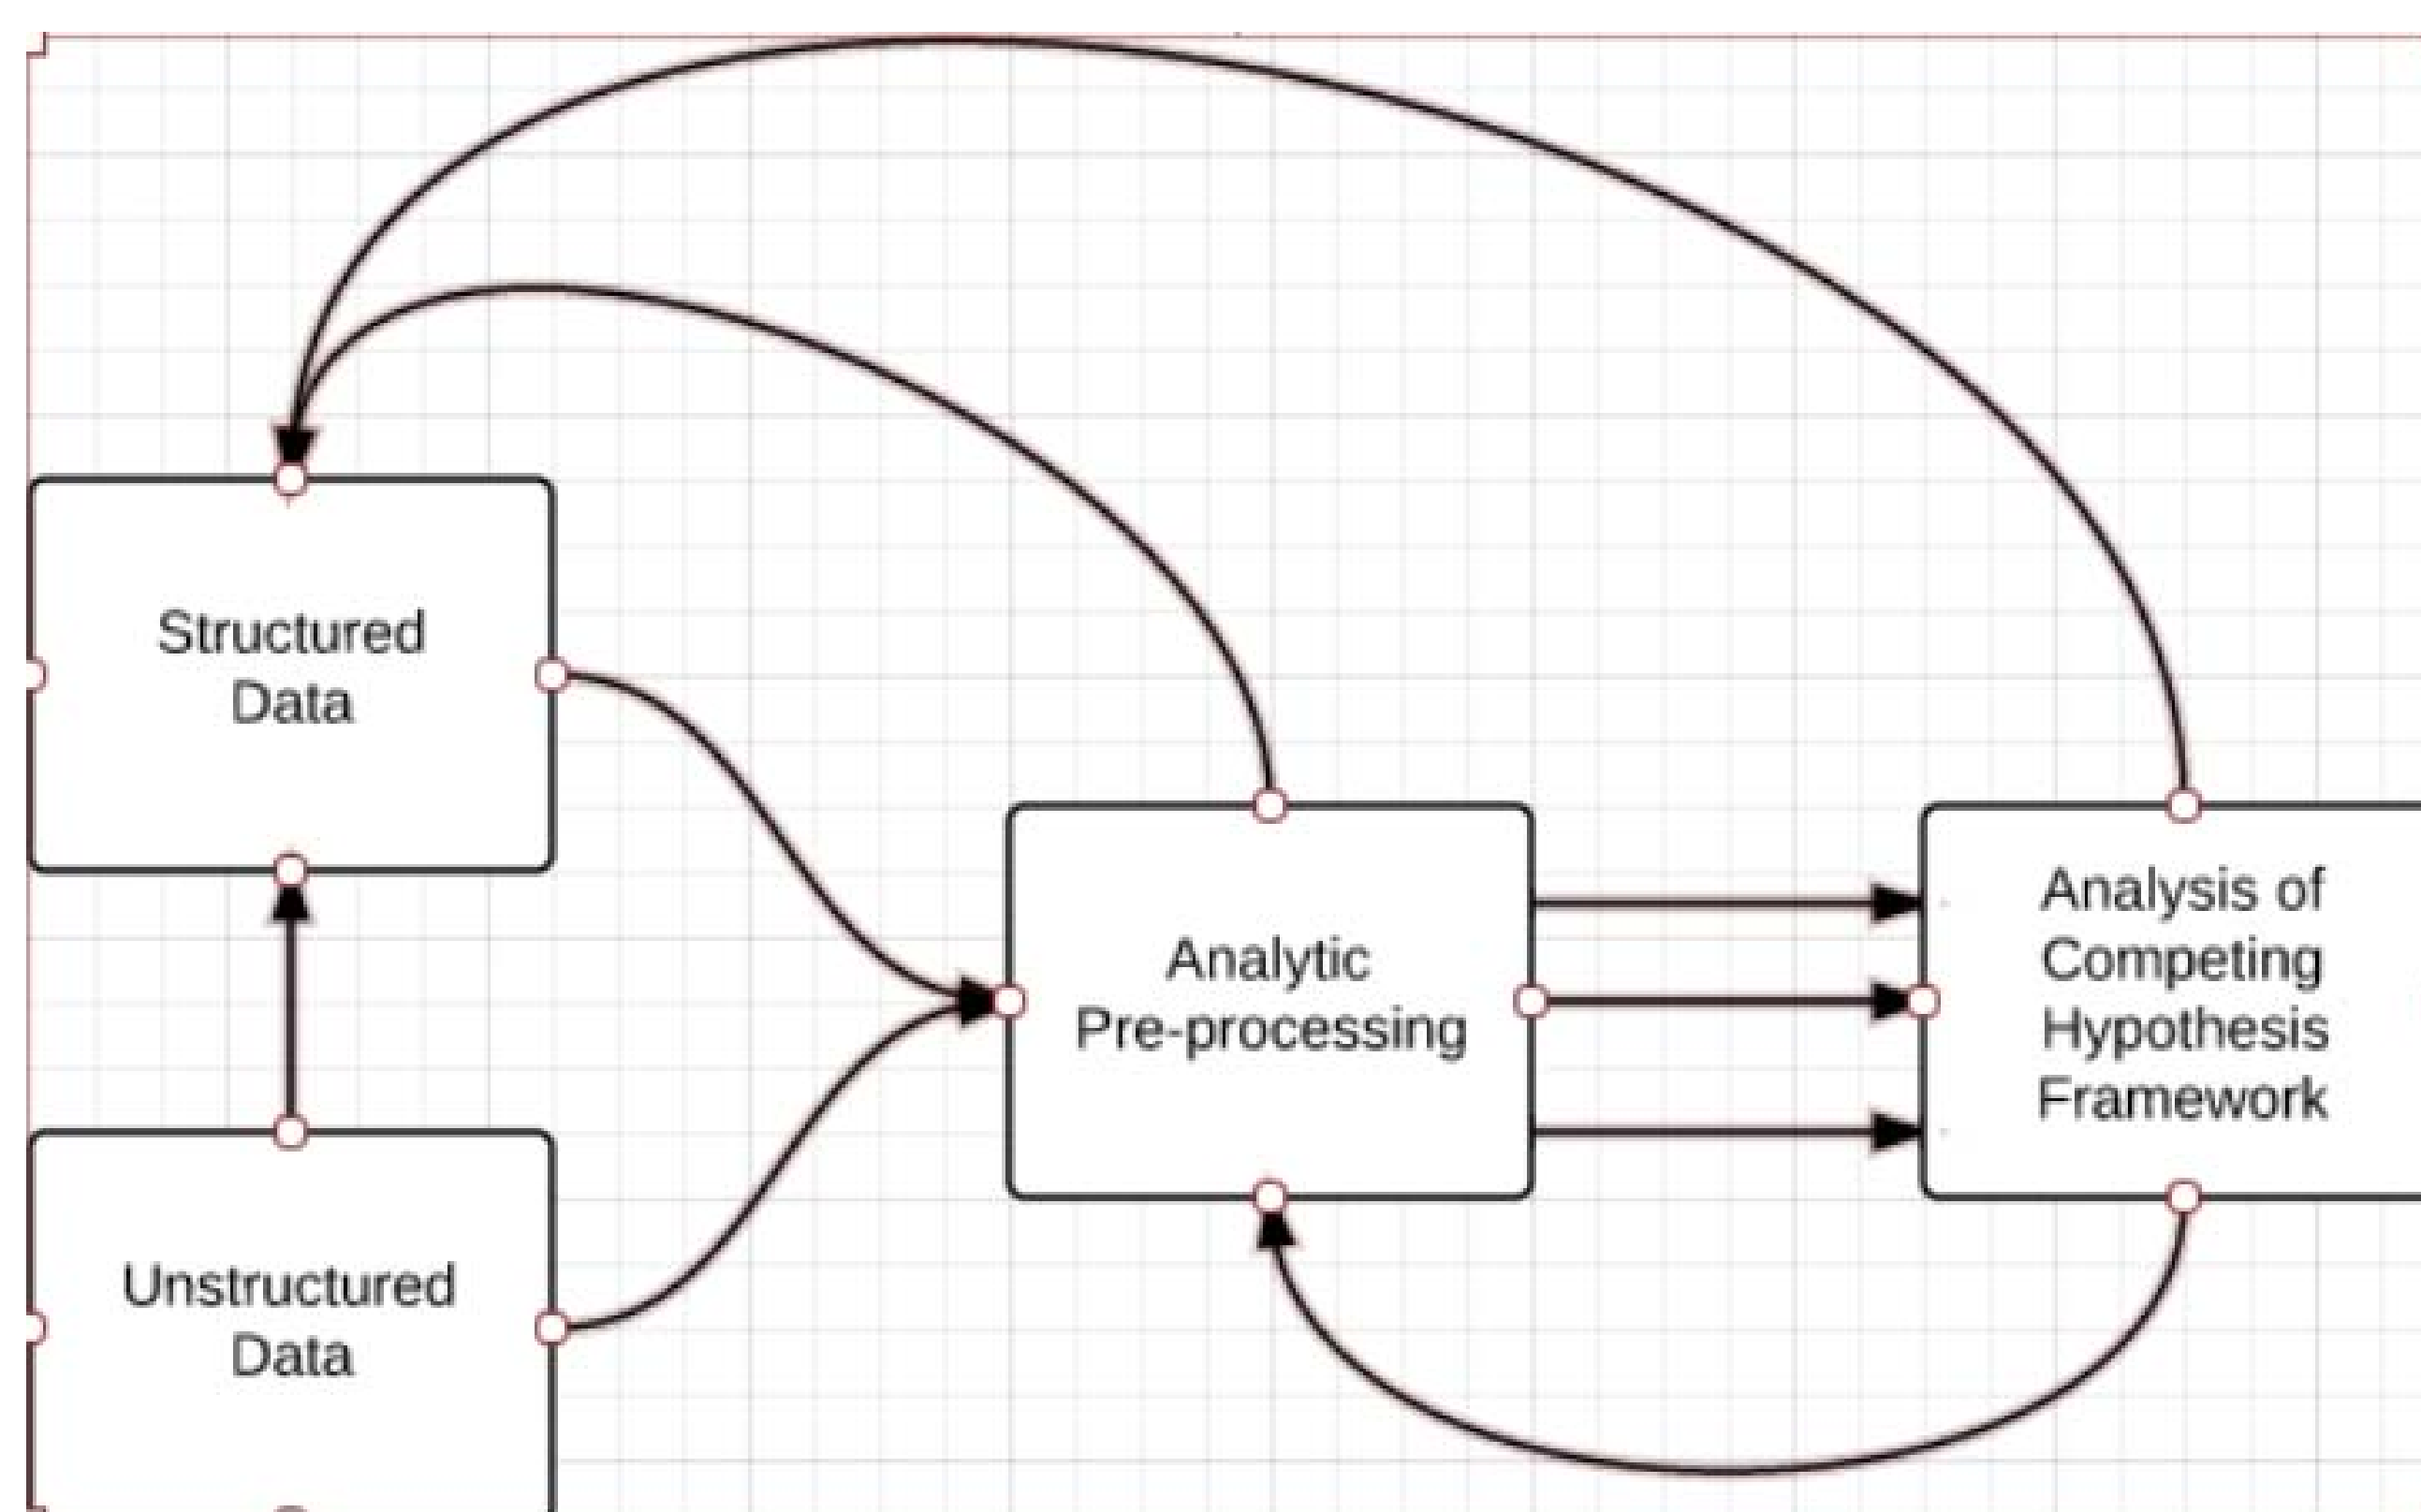 Structured
Data
Analytic
Pre-processing
Analysis of
Competing
Hypothesis
Framework
Unstructured
Data